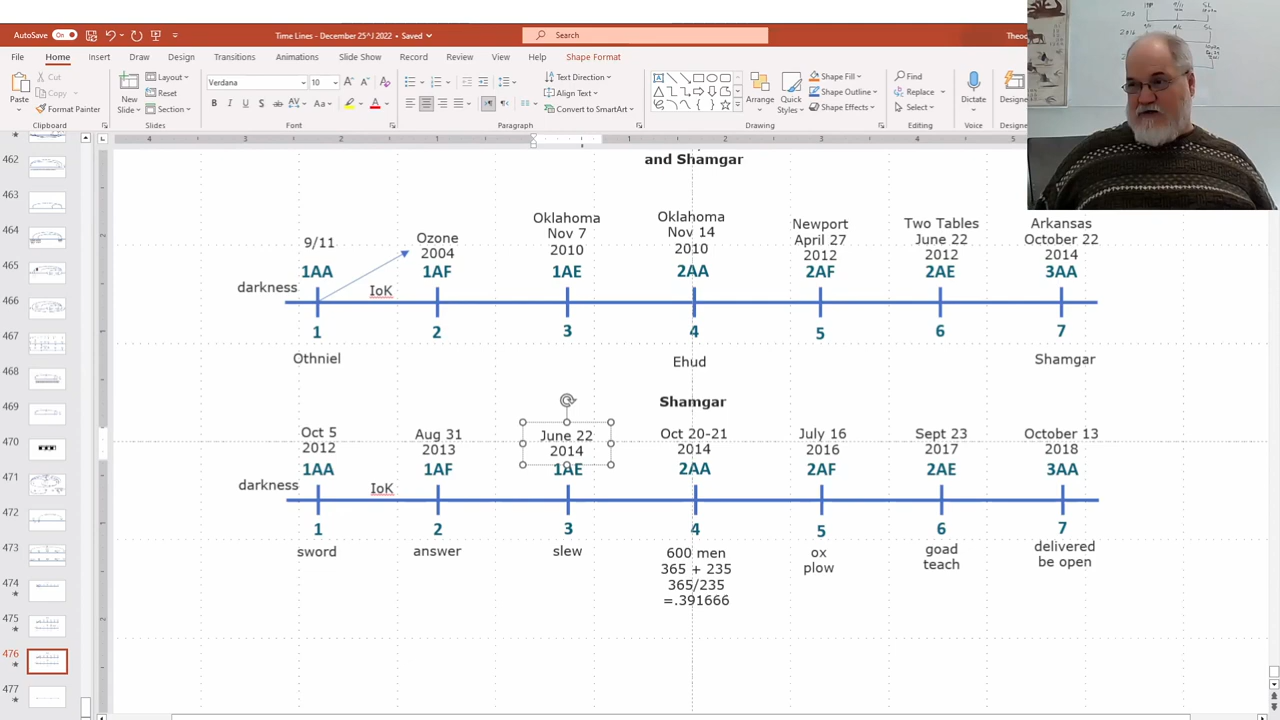 AutoSave On Time Lines - December 25^J 2022 • Saved Search Theod
File Home Insert Draw Design Transitions Animations Slide Show Record Review View Help Shape Format
Paste Cut Copy Format Painter
Clipboard
New Slide Layout Reset Section
Slides
Verdana 10
Font
Text Direction Align Text Convert to SmartArt
Paragraph
Arrange Quick Styles Shape Fill Shape Outline Shape Effects
Drawing
Find Replace Select
Editing
Dictate
Voice
Designer
Designer
462
463
464
465
466
467
468
469
470
471
472
473
474
475
476
477
and Shamgar
9/11
Ozone
2004
Oklahoma
Nov 7
2010
Oklahoma
Nov 14
2010
Newport
April 27
2012
Two Tables
June 22
2012
Arkansas
October 22
2014
1AA 1AF 1AE 2AA 2AF 2AE 3AA
darkness IoK
1 2 3 4 5 6 7
Othniel Ehud Shamgar
Shamgar
Oct 5
2012
Aug 31
2013
June 22
2014
Oct 20-21
2014
July 16
2016
Sept 23
2017
October 13
2018
1AA 1AF 1AE 2AA 2AF 2AE 3AA
darkness IoK
1 2 3 4 5 6 7
sword
answer
slew
600 men
365 + 235
365/235
=.391666
ox
plow
goad
teach
delivered
be open